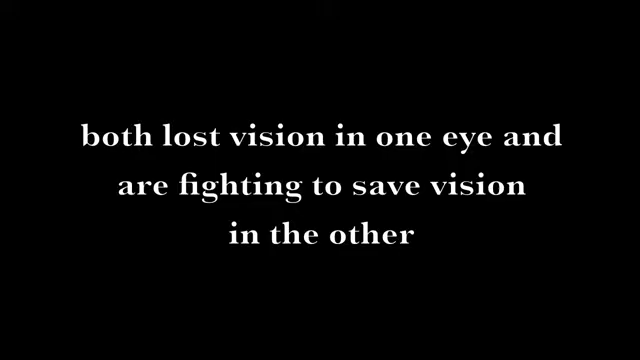 both lost vision in one eye and
are fighting to save vision
in the other